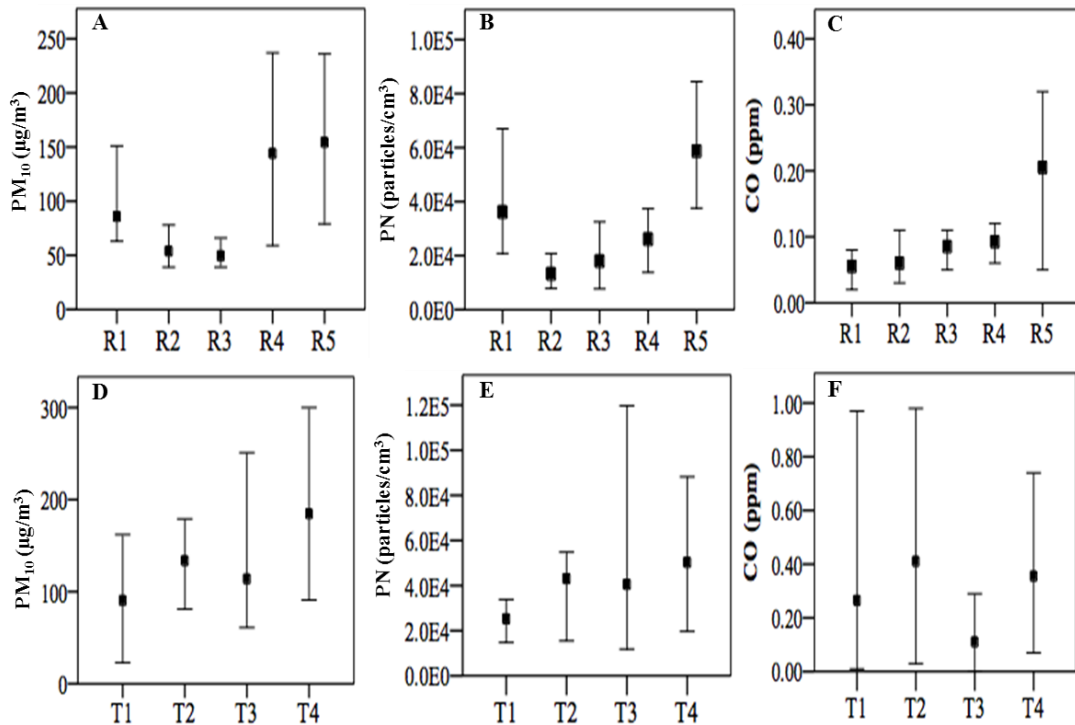 A
PM₁₀ (µg/m³)
250
200
150
100
50
0
R1 R2 R3 R4 R5
B
PN (particles/cm³)
1.0E5
8.0E4
6.0E4
4.0E4
2.0E4
0.0E0
R1 R2 R3 R4 R5
C
CO (ppm)
0.40
0.30
0.20
0.10
0.00
R1 R2 R3 R4 R5
D
PM₁₀ (µg/m³)
300
200
100
0
T1 T2 T3 T4
E
PN (particles/cm³)
1.2E5
1.0E5
8.0E4
6.0E4
4.0E4
2.0E4
0.0E0
T1 T2 T3 T4
F
CO (ppm)
1.00
0.80
0.60
0.40
0.20
0.00
T1 T2 T3 T4